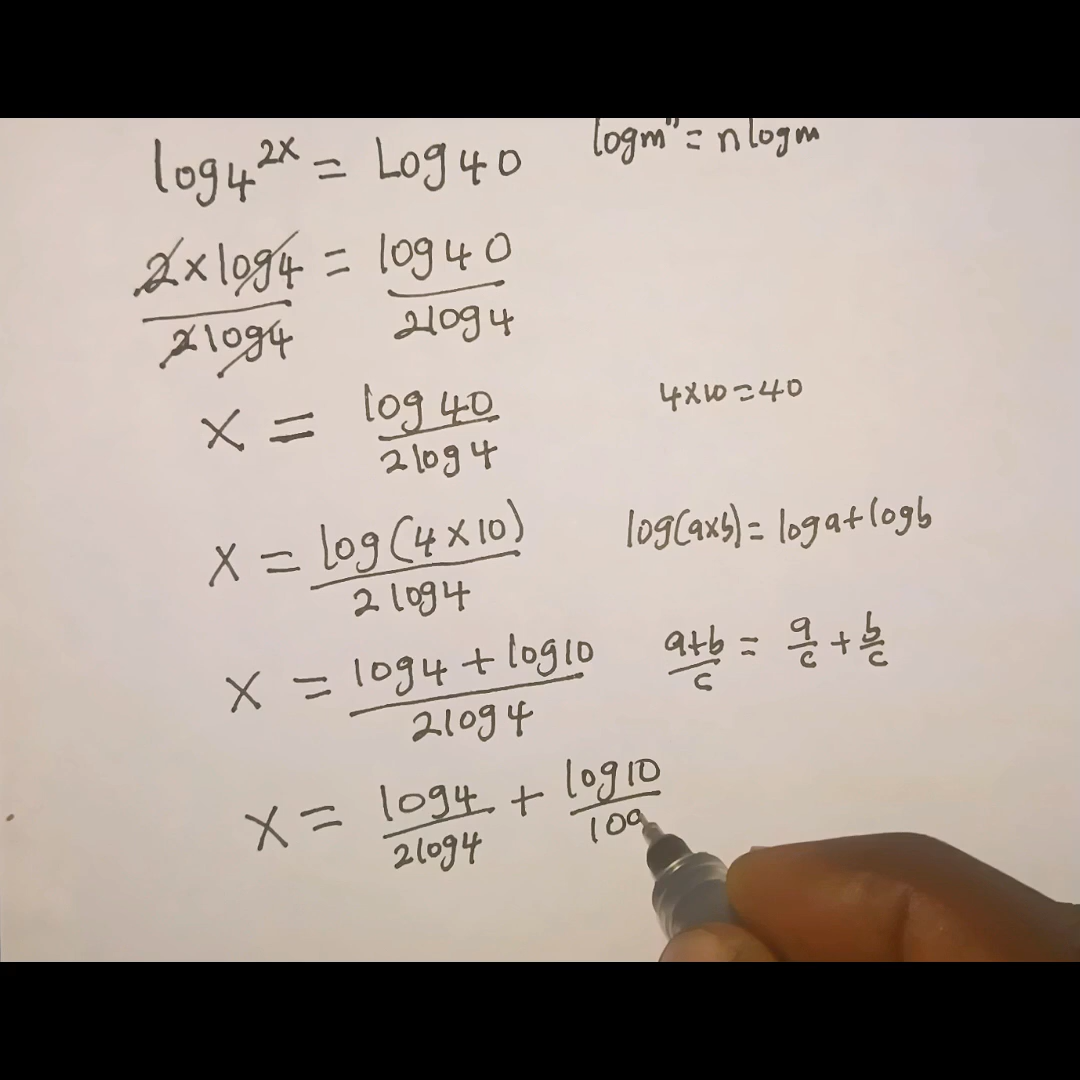 log4^2x = Log40 logm^n = nlogm
2xlog4/2log4 = log40/2log4
x = log40/2log4 4x10=40
x = log(4x10)/2log4 log(axb)= loga+logb
x = log4 + log10/2log4 a+b/c = a/c + b/c
x = log4/2log4 + log10/log